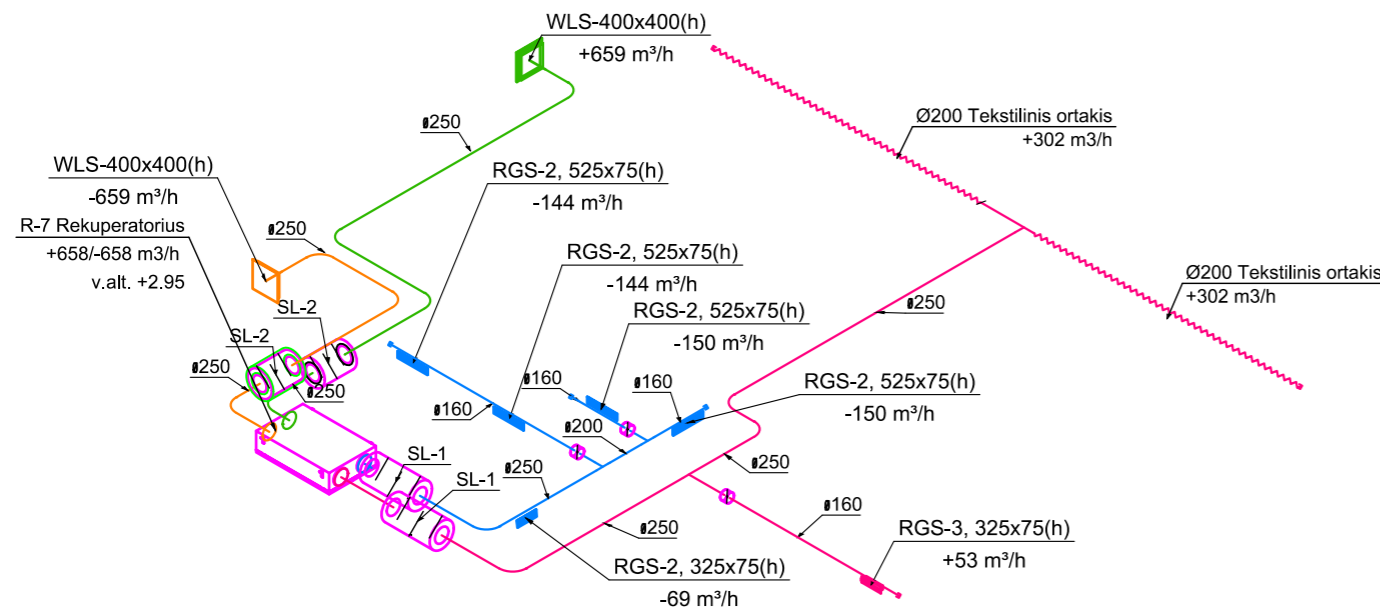 WLS-400x400(h)
+659 m³/h
Ø250
Ø200 Tekstilinis ortakis
+302 m3/h
WLS-400x400(h)
-659 m³/h
RGS-2, 525x75(h)
-144 m³/h
R-7 Rekuperatorius
+658/-658 m3/h
v.alt. +2.95
Ø250
RGS-2, 525x75(h)
-144 m³/h
Ø200 Tekstilinis ortakis
+302 m3/h
SL-2
SL-2
RGS-2, 525x75(h)
-150 m³/h
Ø250
Ø250
Ø250
Ø160
Ø160
RGS-2, 525x75(h)
-150 m³/h
Ø160
Ø200
SL-1
SL-1
Ø250
Ø250
Ø250
Ø160
RGS-3, 325x75(h)
+53 m³/h
RGS-2, 325x75(h)
-69 m³/h